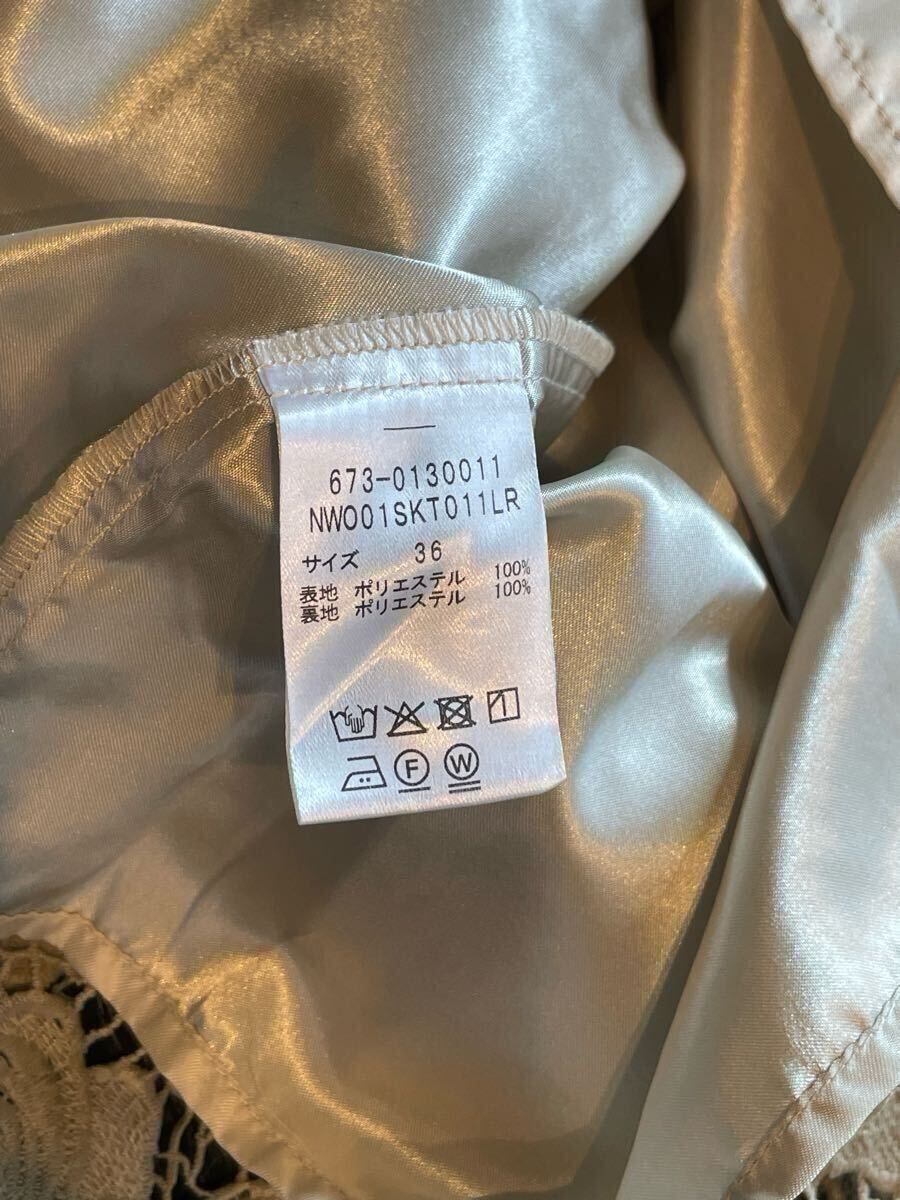 673-0130011
NW001SKT011LR
サイズ 36
表地 ポリエステル 100%
裏地 ポリエステル 100%
F W